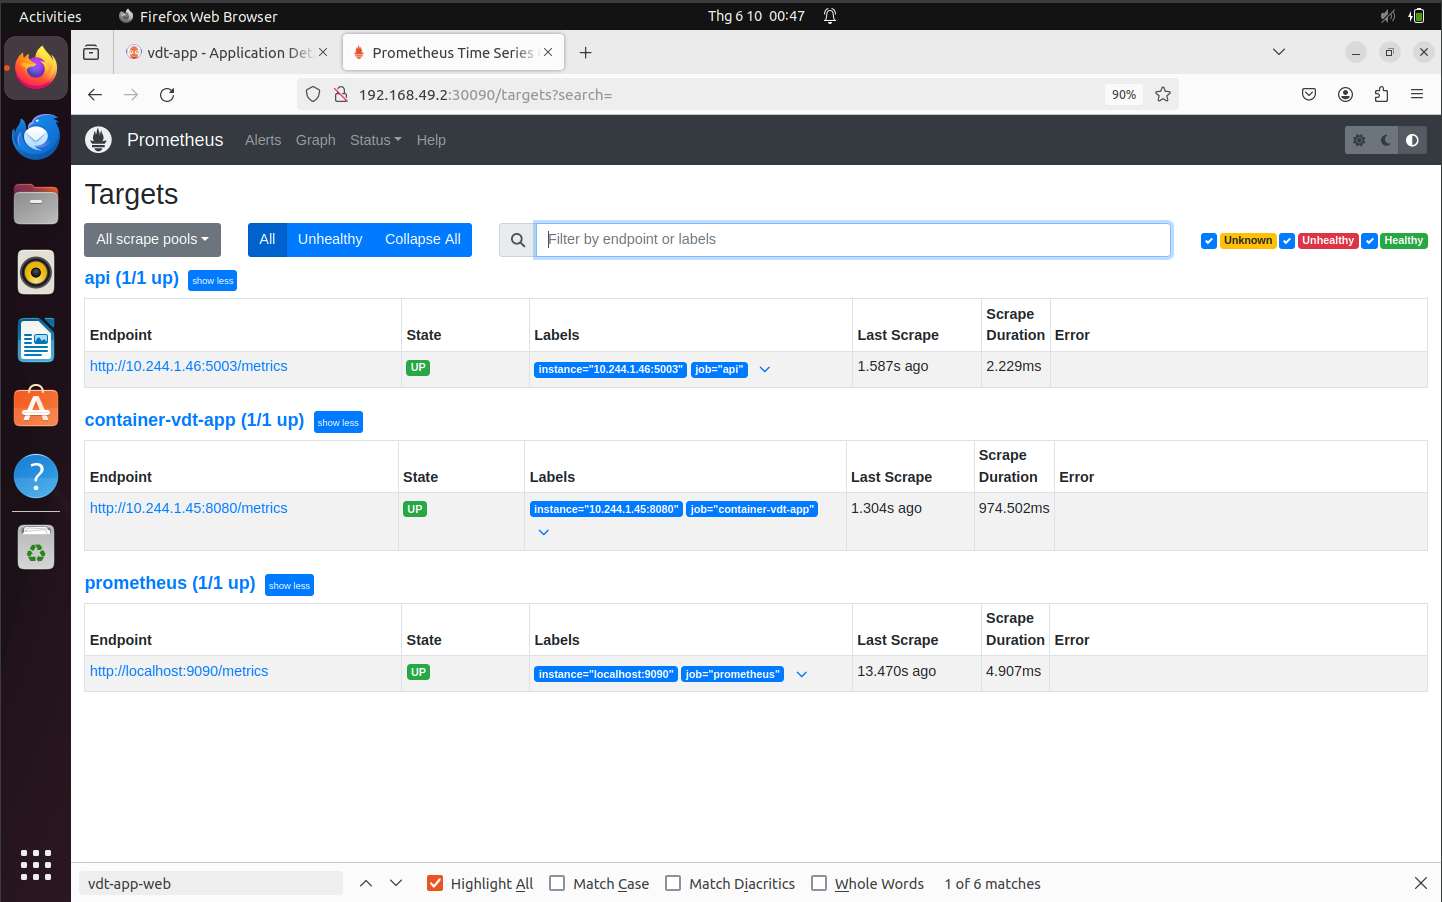 Activities Firefox Web Browser Thg 6 10 00:47
vdt-app - Application Det Prometheus Time Series
192.168.49.2:30090/targets?search= 90%
Prometheus Alerts Graph Status Help
Targets
All scrape pools All Unhealthy Collapse All Filter by endpoint or labels Unknown Unhealthy Healthy
api (1/1 up) show less
Endpoint State Labels Last Scrape Scrape Duration Error
http://10.244.1.46:5003/metrics UP instance="10.244.1.46:5003" job="api" 1.587s ago 2.229ms
container-vdt-app (1/1 up) show less
Endpoint State Labels Last Scrape Scrape Duration Error
http://10.244.1.45:8080/metrics UP instance="10.244.1.45:8080" job="container-vdt-app" 1.304s ago 974.502ms
prometheus (1/1 up) show less
Endpoint State Labels Last Scrape Scrape Duration Error
http://localhost:9090/metrics UP instance="localhost:9090" job="prometheus" 13.470s ago 4.907ms
vdt-app-web Highlight All Match Case Match Diacritics Whole Words 1 of 6 matches